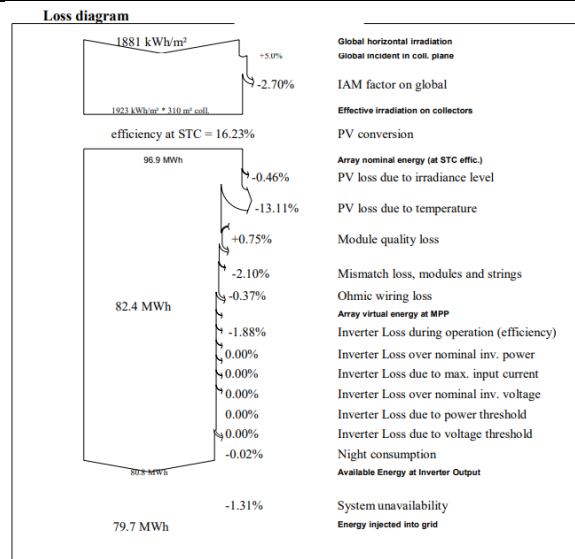 Loss diagram
1881 kWh/m² Global horizontal irradiation
+5.0% Global incident in coll. plane
-2.70% IAM factor on global
1923 kWh/m² * 310 m² coll. Effective irradiation on collectors
efficiency at STC = 16.23% PV conversion
96.9 MWh Array nominal energy (at STC effic.)
-0.46% PV loss due to irradiance level
-13.11% PV loss due to temperature
+0.75% Module quality loss
-2.10% Mismatch loss, modules and strings
-0.37% Ohmic wiring loss
82.4 MWh Array virtual energy at MPP
-1.88% Inverter Loss during operation (efficiency)
0.00% Inverter Loss over nominal inv. power
0.00% Inverter Loss due to max. input current
0.00% Inverter Loss over nominal inv. voltage
0.00% Inverter Loss due to power threshold
0.00% Inverter Loss due to voltage threshold
-0.02% Night consumption
80.8 MWh Available Energy at Inverter Output
-1.31% System unavailability
79.7 MWh Energy injected into grid